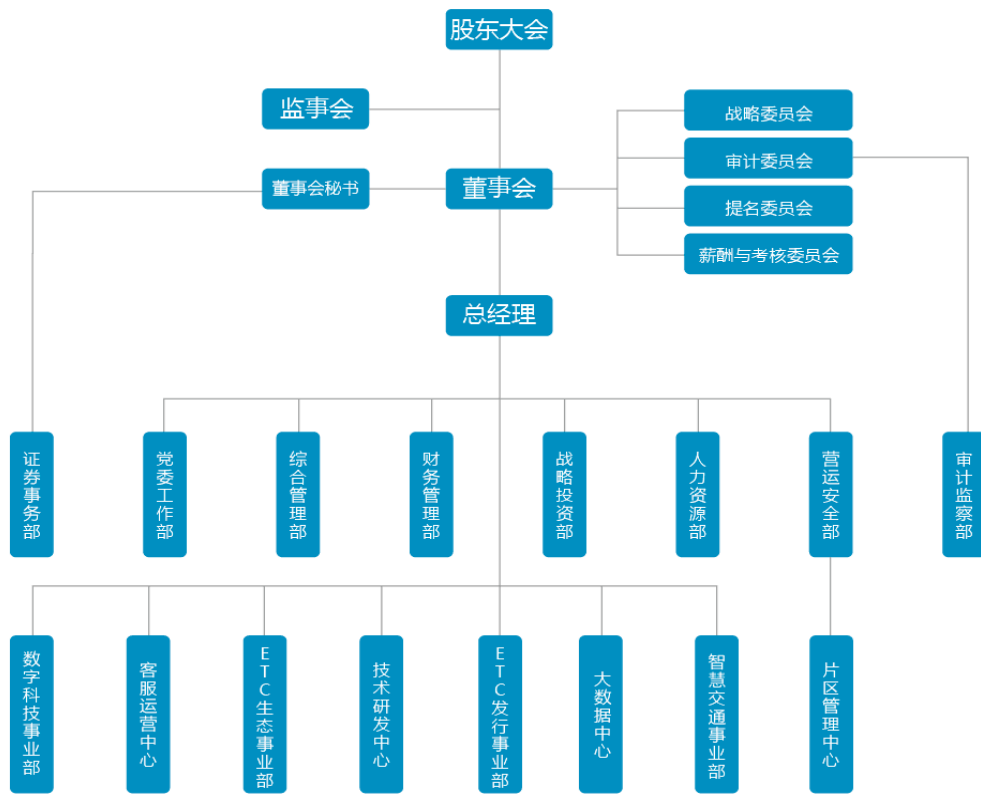 股东大会
监事会
战略委员会
审计委员会
董事会秘书
董事会
提名委员会
薪酬与考核委员会
总经理
证券事务部
党委工作部
综合管理部
财务管理部
战略投资部
人力资源部
营运安全部
审计监察部
数字科技事业部
客服运营中心
ETC生态事业部
技术研发中心
ETC发行事业部
大数据中心
智慧交通事业部
片区管理中心